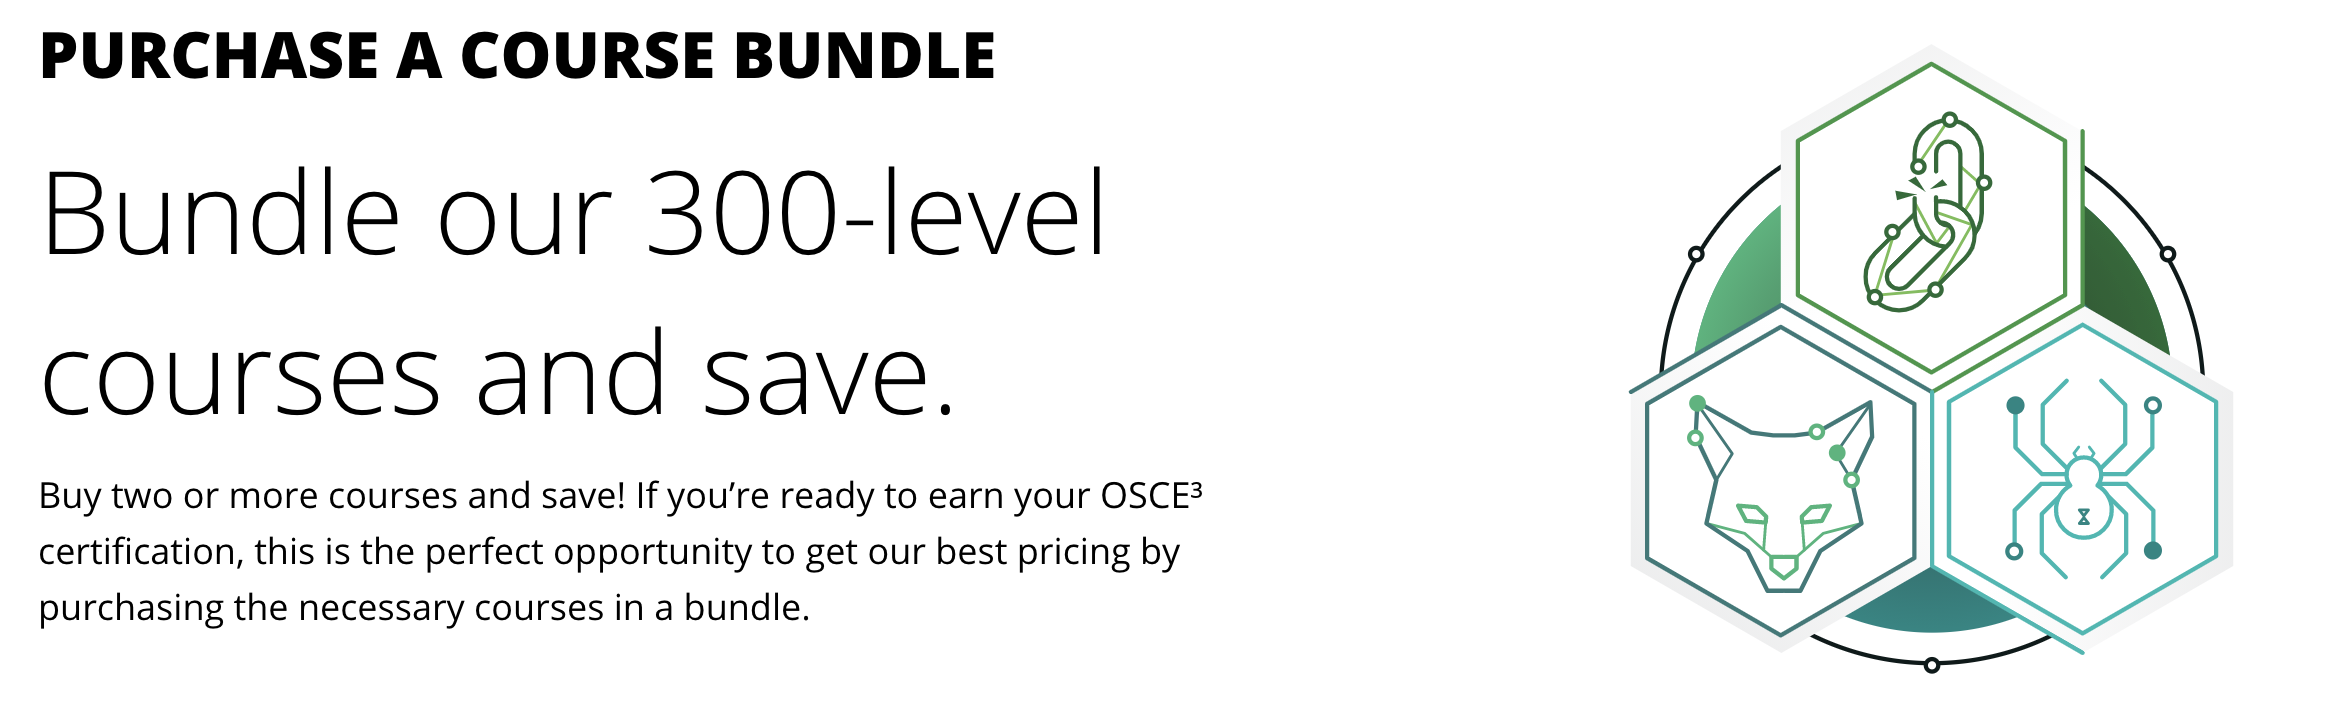 PURCHASE A COURSE BUNDLE
Bundle our 300-level
courses and save.
Buy two or more courses and save! If you’re ready to earn your OSCE³
certification, this is the perfect opportunity to get our best pricing by
purchasing the necessary courses in a bundle.